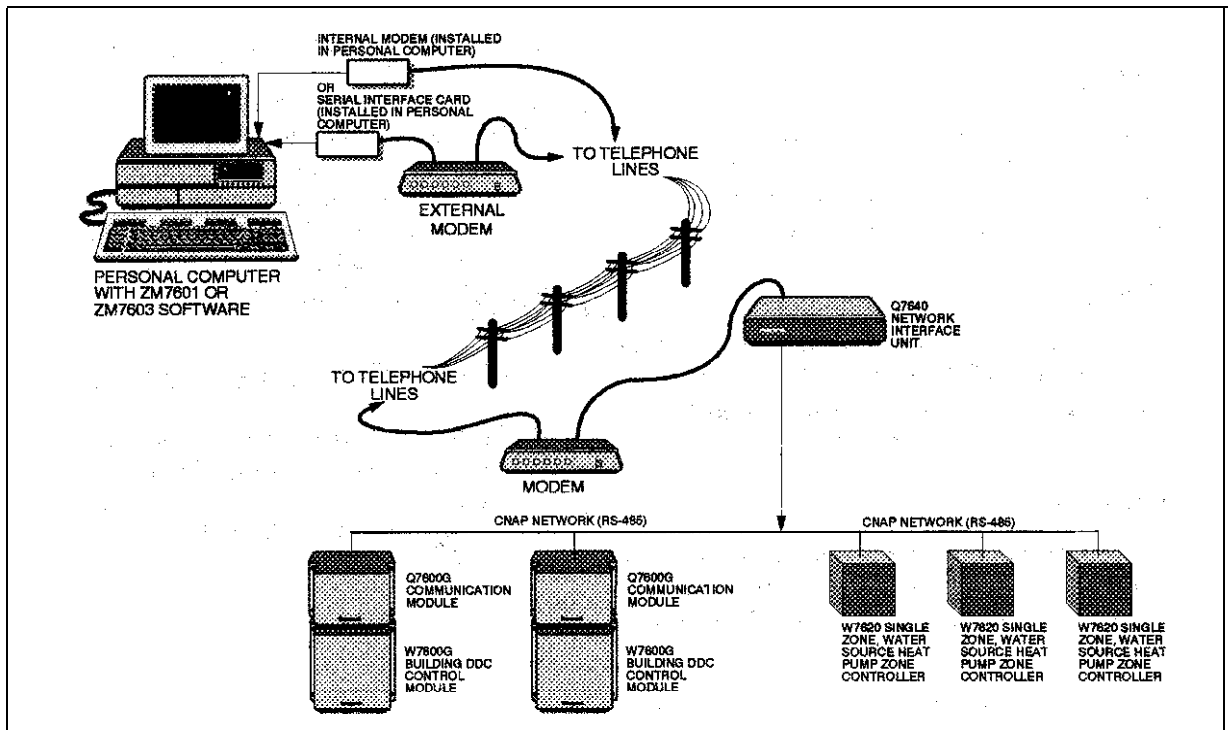 INTERNAL MODEM (INSTALLED
IN PERSONAL COMPUTER)
OR
SERIAL INTERFACE CARD
(INSTALLED IN PERSONAL
COMPUTER)
TO TELEPHONE
LINES
EXTERNAL
MODEM
PERSONAL COMPUTER
WITH ZM7601 OR
ZM7603 SOFTWARE
Q7640
NETWORK
INTERFACE
UNIT.
TO TELEPHONE
LINES
MODEM
CNAP NETWORK (RS-485)
CNAP NETWORK (RS-485)
Q7600G
COMMUNICATION
MODULE
Q7600G
COMMUNICATION
MODULE
W7600G
BUILDING DDC
CONTROL
MODULE
W7600G
BUILDING DDC
CONTROL
MODULE
W7620 SINGLE
ZONE, WATER
SOURCE HEAT
PUMP ZONE
CONTROLLER
W7620 SINGLE
ZONE, WATER
SOURCE HEAT
PUMP ZONE
CONTROLLER
W7620 SINGLE
ZONE, WATER
SOURCE HEAT
PUMP ZONE
CONTROLLER